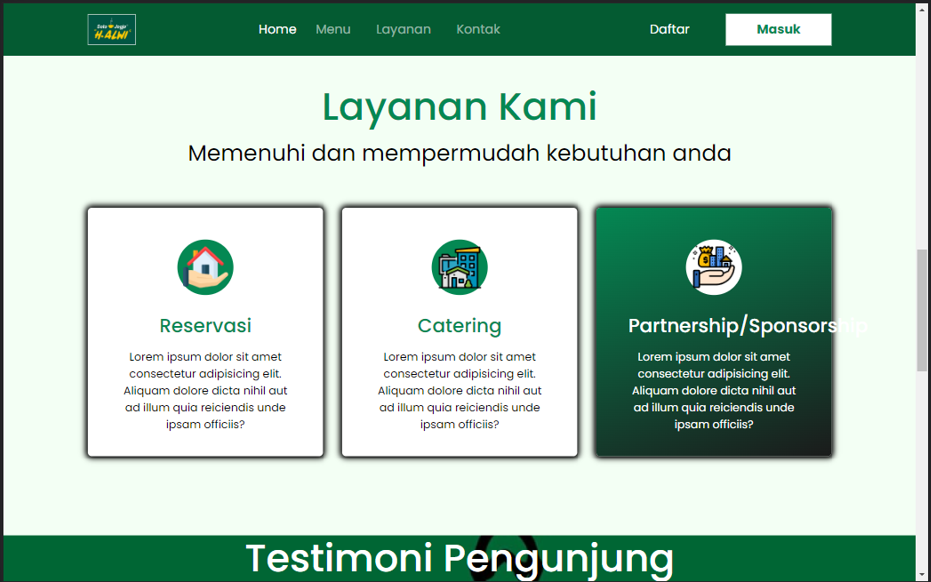 Soto Jogja
H. ALWI
Home Menu Layanan Kontak Daftar Masuk
Layanan Kami
Memenuhi dan mempermudah kebutuhan anda
Reservasi
Lorem ipsum dolor sit amet
consectetur adipisicing elit.
Aliquam dolore dicta nihil aut
ad illum quia reiciendis unde
ipsam officiis?
Catering
Lorem ipsum dolor sit amet
consectetur adipisicing elit.
Aliquam dolore dicta nihil aut
ad illum quia reiciendis unde
ipsam officiis?
Partnership/Sponsorship
Lorem ipsum dolor sit amet
consectetur adipisicing elit.
Aliquam dolore dicta nihil aut
ad illum quia reiciendis unde
ipsam officiis?
Testimoni Pengunjung